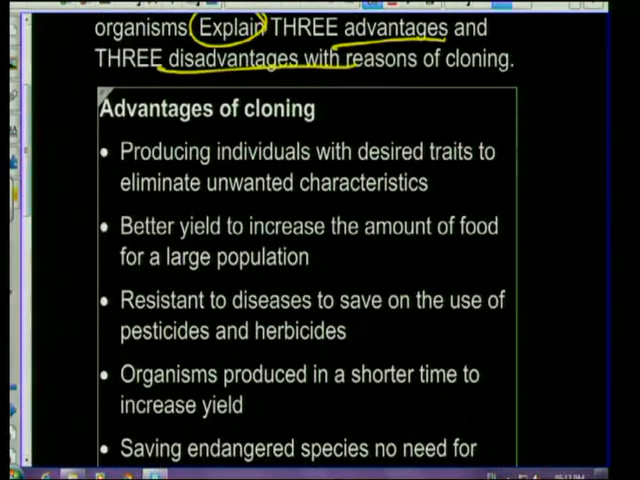 organisms. Explain THREE advantages and
THREE disadvantages with reasons of cloning.
Advantages of cloning
• Producing individuals with desired traits to
eliminate unwanted characteristics
• Better yield to increase the amount of food
for a large population
• Resistant to diseases to save on the use of
pesticides and herbicides
• Organisms produced in a shorter time to
increase yield
• Saving endangered species no need for